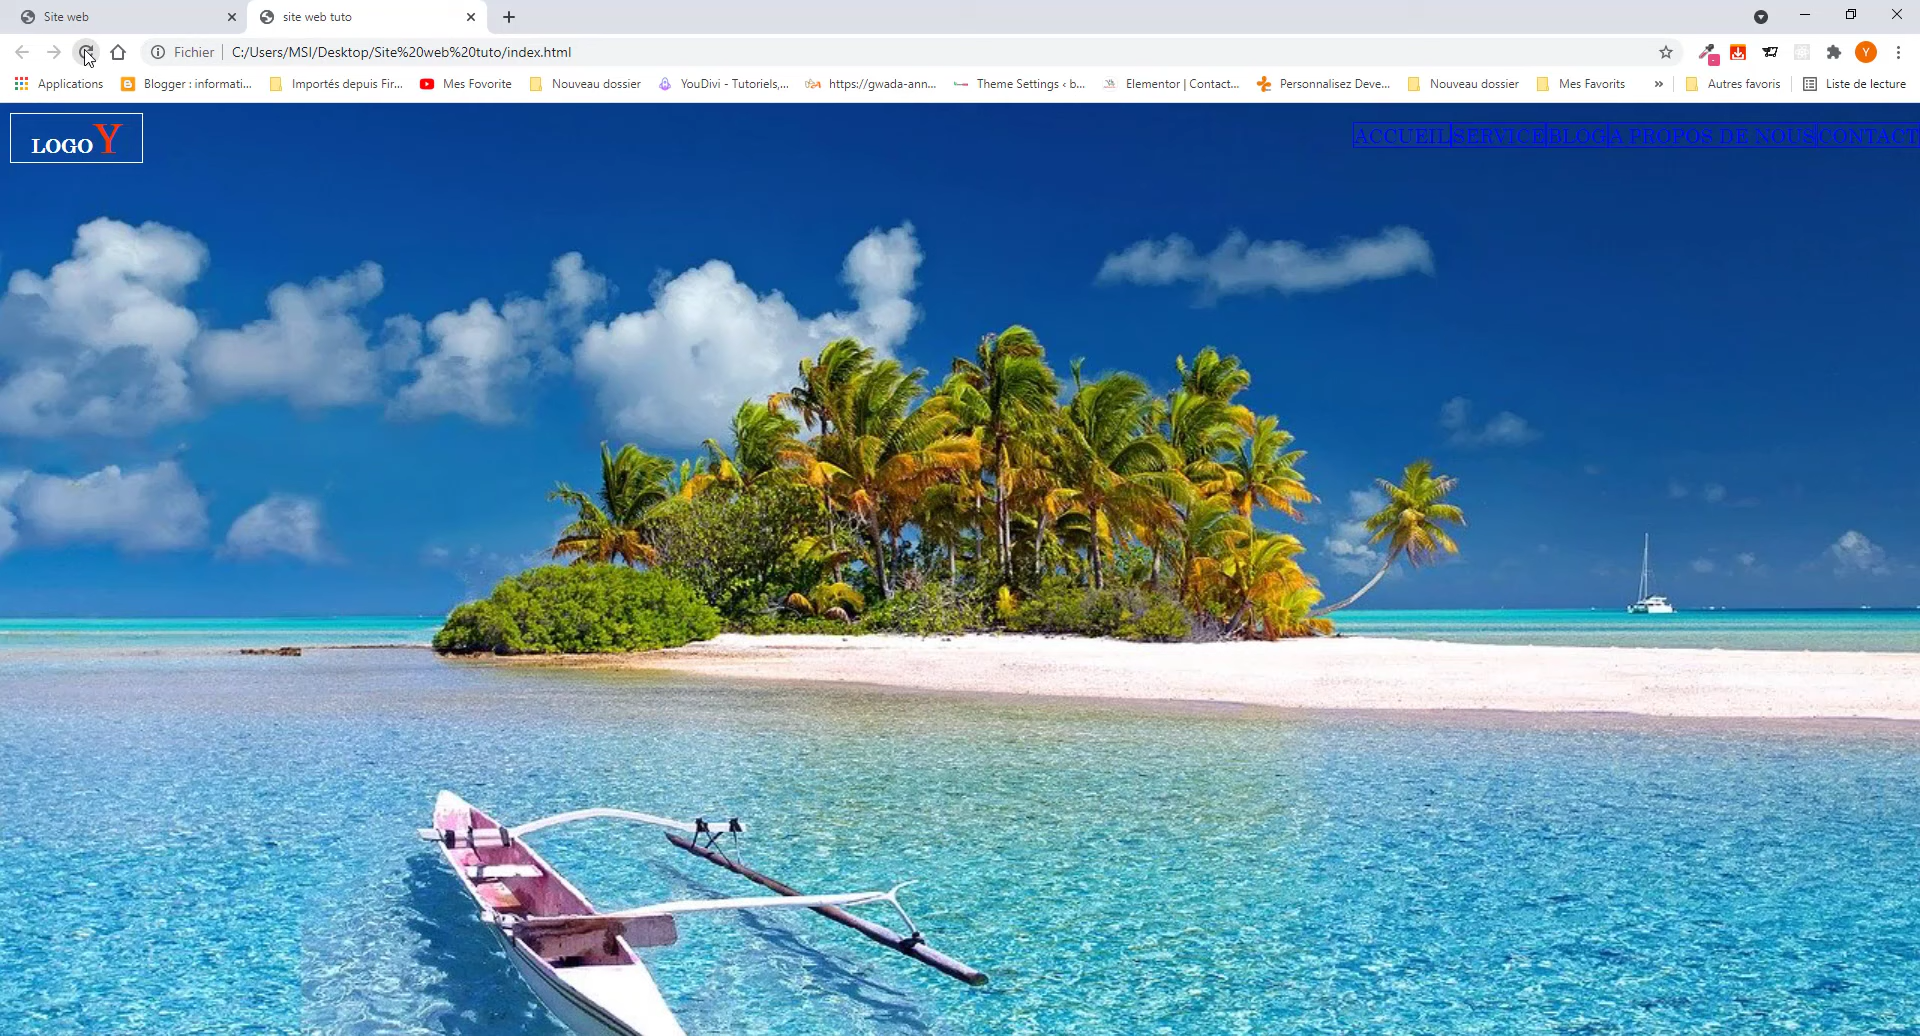 Site web
site web tuto
Fichier C:/Users/MSI/Desktop/Site%20web%20tuto/index.html
Y
Applications
Blogger : informati...
Importés depuis Fir...
Mes Fovorite
Nouveau dossier
YouDivi - Tutoriels,...
https://gwada-ann...
Theme Settings ‹ b...
Elementor | Contact...
Personnalisez Deve...
Nouveau dossier
Mes Favorits
»
Autres favoris
Liste de lecture
LOGO Y
ACCUEIL SERVICE BLOG A PROPOS DE NOUS CONTACT